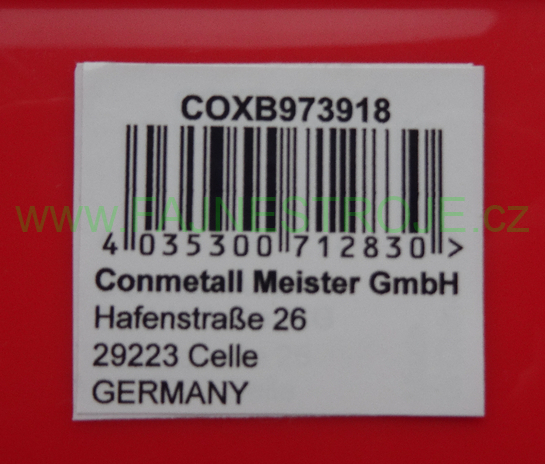 COXB973918
www.FAJNESTROJE.cz
4 035300 712830 >
Conmetall Meister GmbH
Hafenstraße 26
29223 Celle
GERMANY